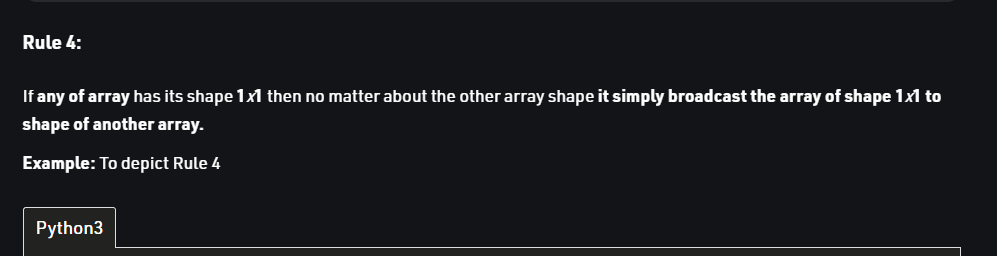 Rule 4:
If any of array has its shape 1x1 then no matter about the other array shape it simply broadcast the array of shape 1x1 to
shape of another array.
Example: To depict Rule 4
Python3